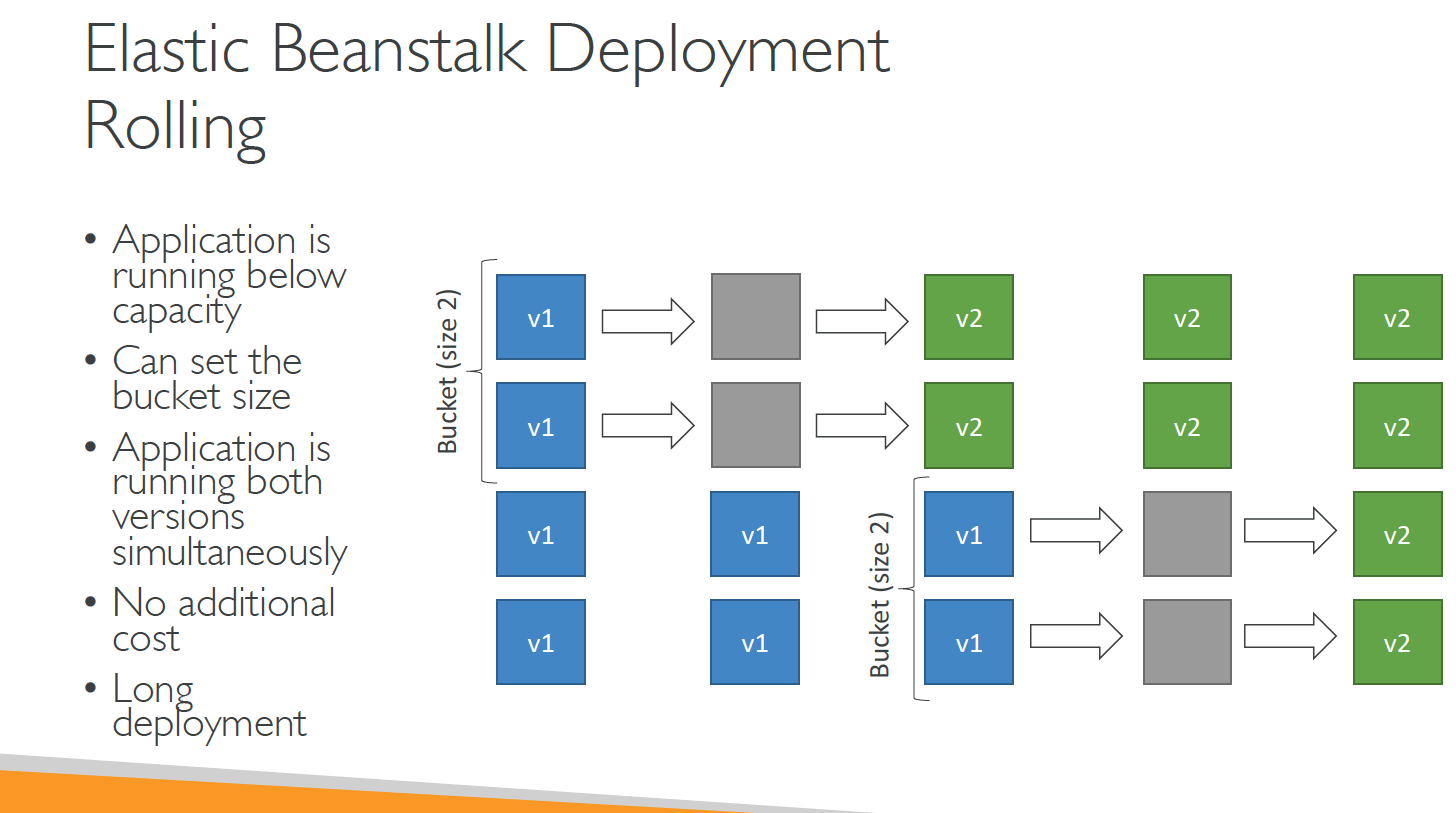 Elastic Beanstalk Deployment
Rolling
• Application is
running below
capacity
• Can set the
bucket size
• Application is
running both
versions
simultaneously
• No additional
cost
• Long
deployment
Bucket (size 2)
v1
v2
v2
v2
v1
v2
v2
v2
Bucket (size 2)
v1
v1
v1
v2
v1
v1
v1
v2